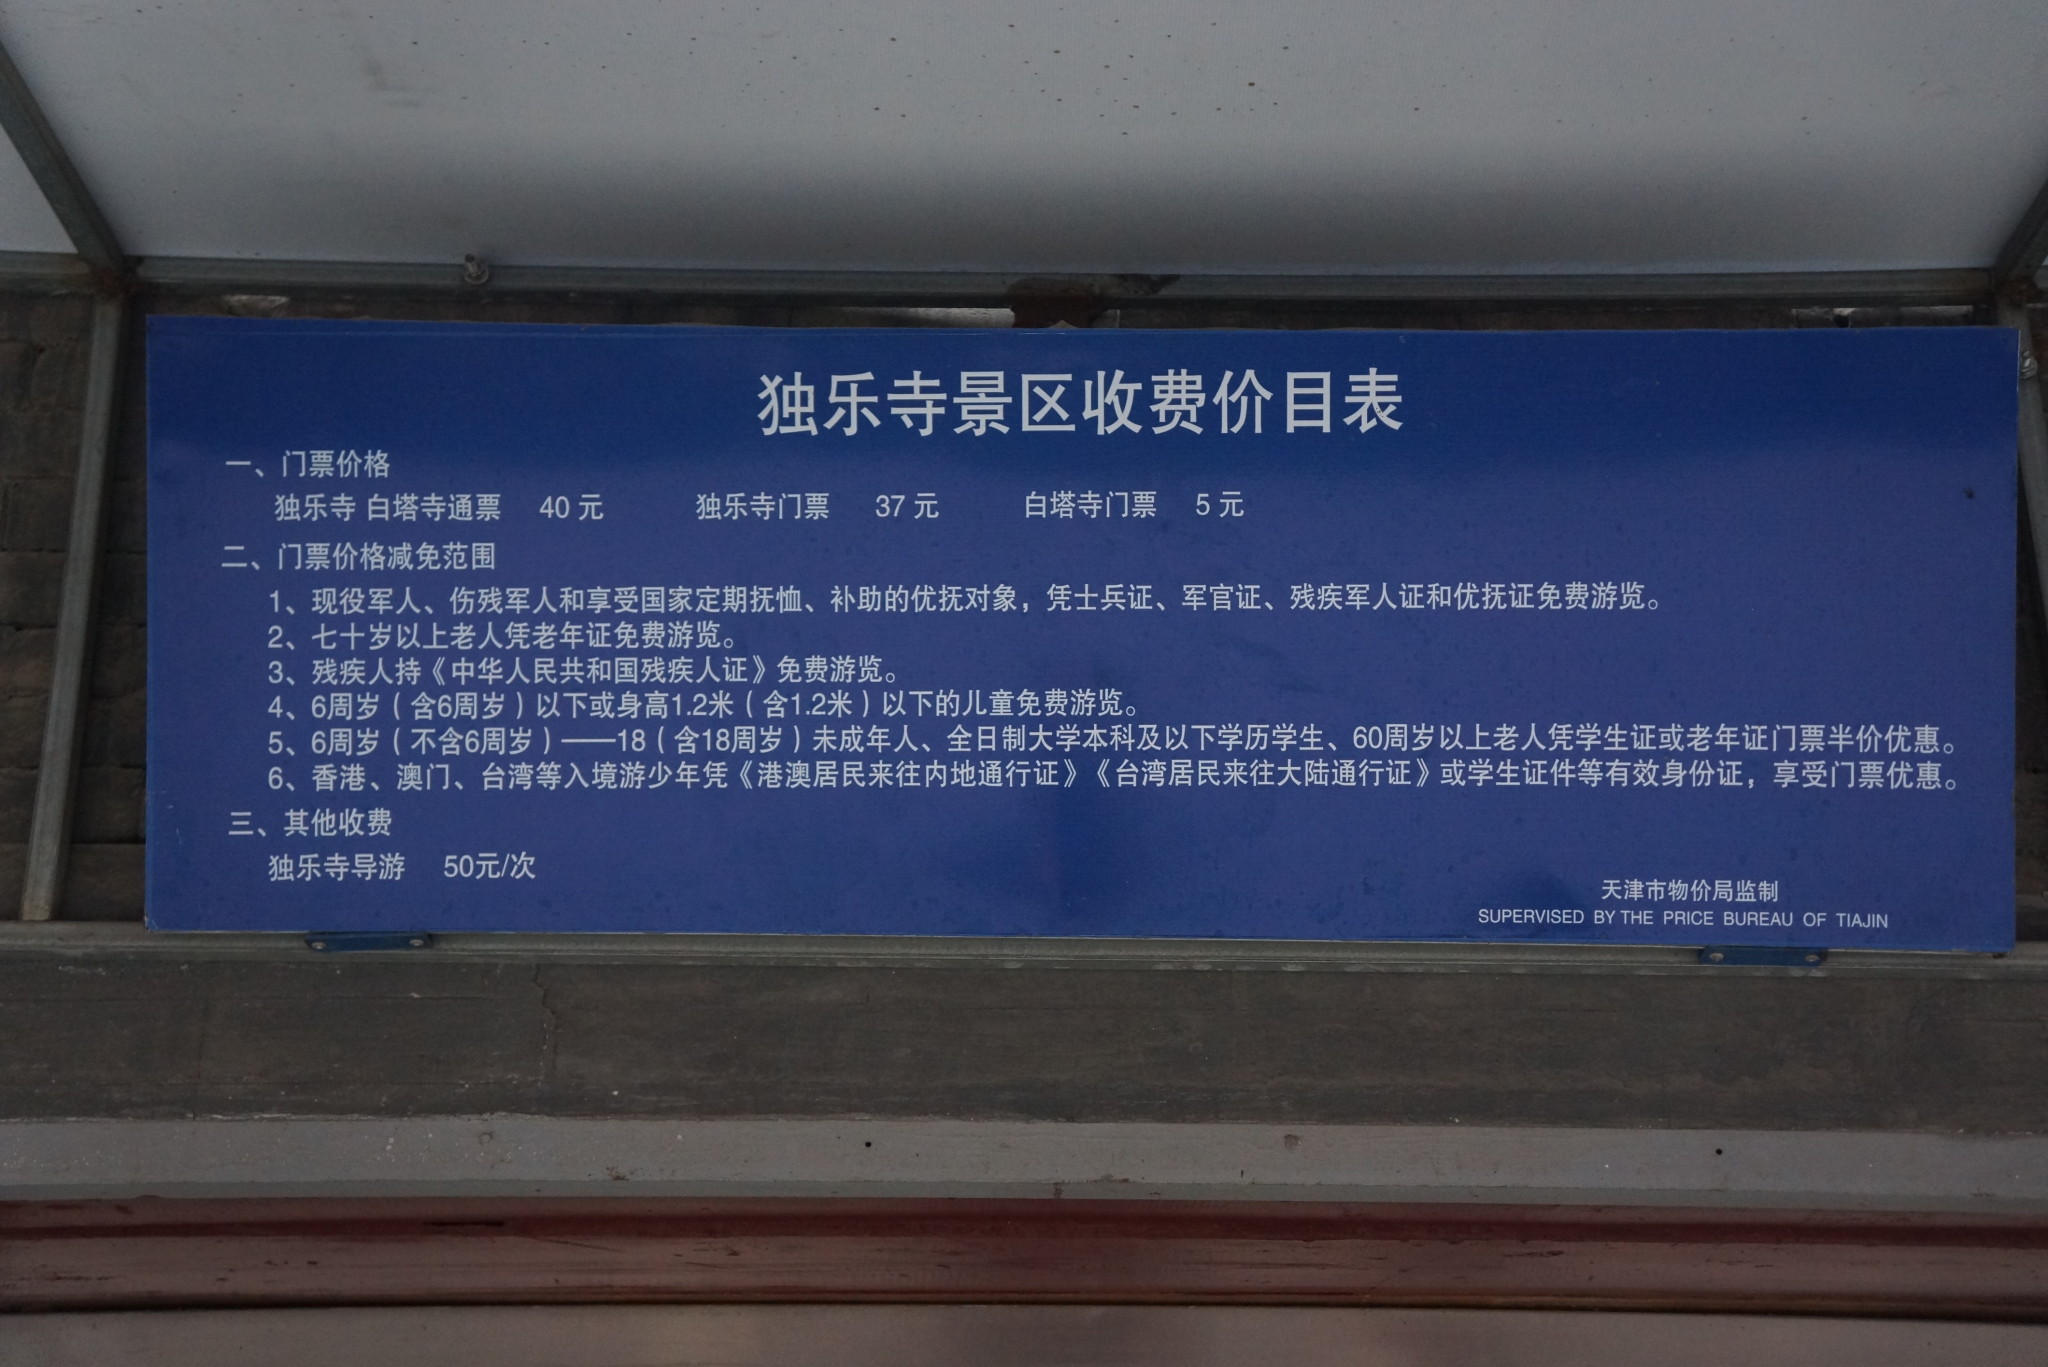 独乐寺景区收费价目表
一、门票价格
独乐寺 白塔寺通票 40 元 独乐寺门票 37 元 白塔寺门票 5 元
二、门票价格减免范围
1、现役军人、伤残军人和享受国家定期抚恤、补助的优抚对象，凭士兵证、军官证、残疾军人证和优抚证免费游览。
2、七十岁以上老人凭老年证免费游览。
3、残疾人持《中华人民共和国残疾人证》免费游览。
4、6周岁（含6周岁）以下或身高1.2米（含1.2米）以下的儿童免费游览。
5、6周岁（不含6周岁）——18（含18周岁）未成年人、全日制大学本科及以下学历学生、60周岁以上老人凭学生证或老年证门票半价优惠。
6、香港、澳门、台湾等入境游少年凭《港澳居民来往内地通行证》《台湾居民来往大陆通行证》或学生证件等有效身份证，享受门票优惠。
三、其他收费
独乐寺导游 50元/次
天津市物价局监制
SUPERVISED BY THE PRICE BUREAU OF TIAJIN